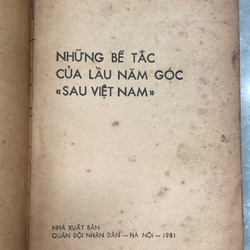 NHỮNG BẾ TẮC
CỦA LẦU NĂM GÓC
«SAU VIỆT NAM»
NHÀ XUẤT BẢN
QUÂN ĐỘI NHÂN DÂN — HÀ NỘI — 1981